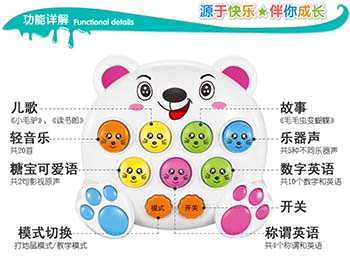 功能详解 Functional details
源于快乐★伴你成长
儿歌
《小毛驴》、《读书郎》
轻音乐
共20首
糖宝可爱语
共2句影视原声
模式切换
打地鼠模式/教学模式
故事
《毛毛虫变蝴蝶》
乐器声
共5种不同乐器声
数字英语
共10个数字和英语
开关
称谓英语
共4个称谓和英语
模式
开关